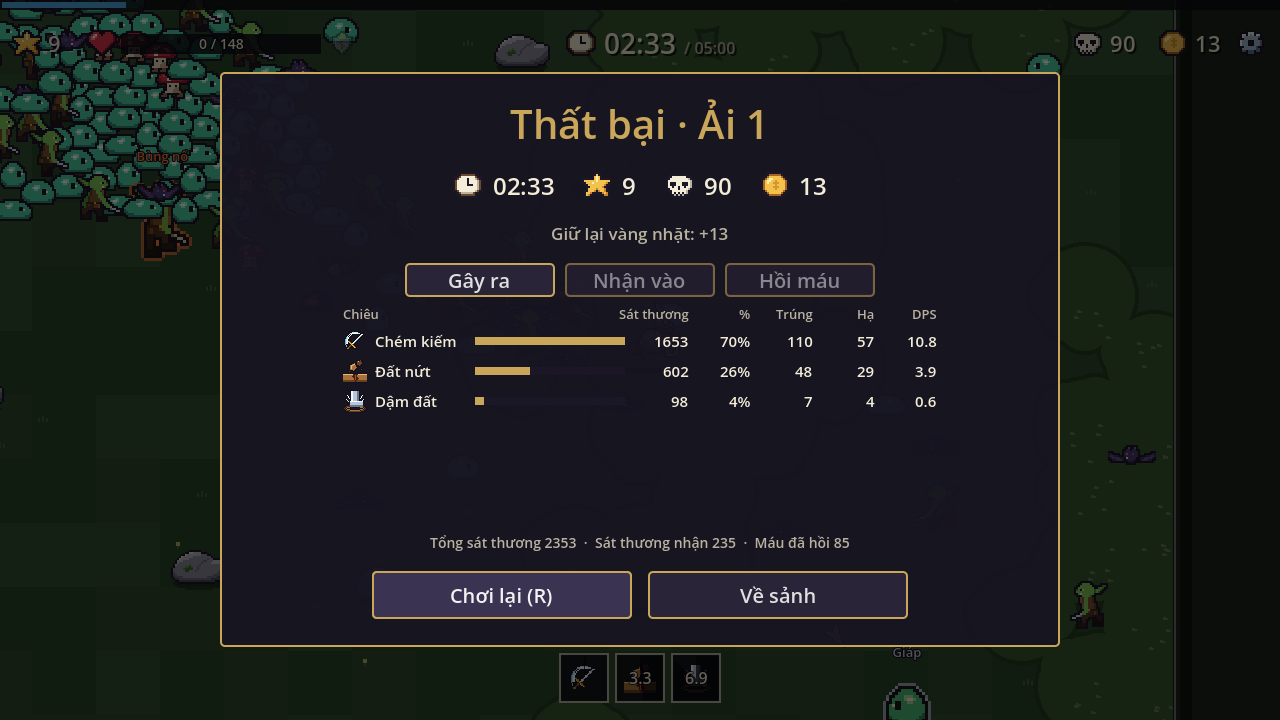 9 0 / 148 02:33 / 05:00 90 13
Bùng nổ
Thất bại · Ải 1
02:33 9 90 13
Giữ lại vàng nhặt: +13
Gây ra Nhận vào Hồi máu
Chiêu Sát thương % Trúng Hạ DPS
Chém kiếm 1653 70% 110 57 10.8
Đất nứt 602 26% 48 29 3.9
Dậm đất 98 4% 7 4 0.6
Tổng sát thương 2353 · Sát thương nhận 235 · Máu đã hồi 85
Chơi lại (R) Về sảnh
Giáp
3.3 6.9